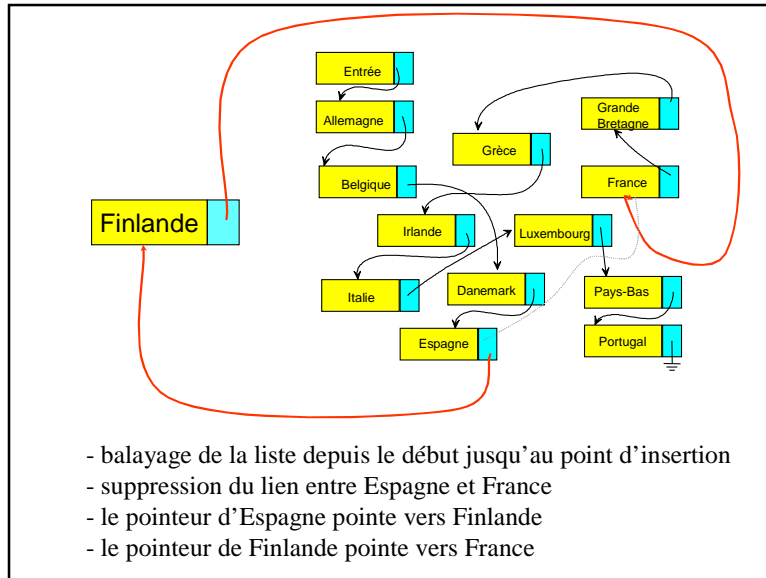 Entrée
Allemagne
Grande
Bretagne
Grèce
Belgique
France
Finlande
Irlande
Luxembourg
Italie
Danemark
Pays-Bas
Espagne
Portugal
- balayage de la liste depuis le début jusqu'au point d'insertion
- suppression du lien entre Espagne et France
- le pointeur d'Espagne pointe vers Finlande
- le pointeur de Finlande pointe vers France